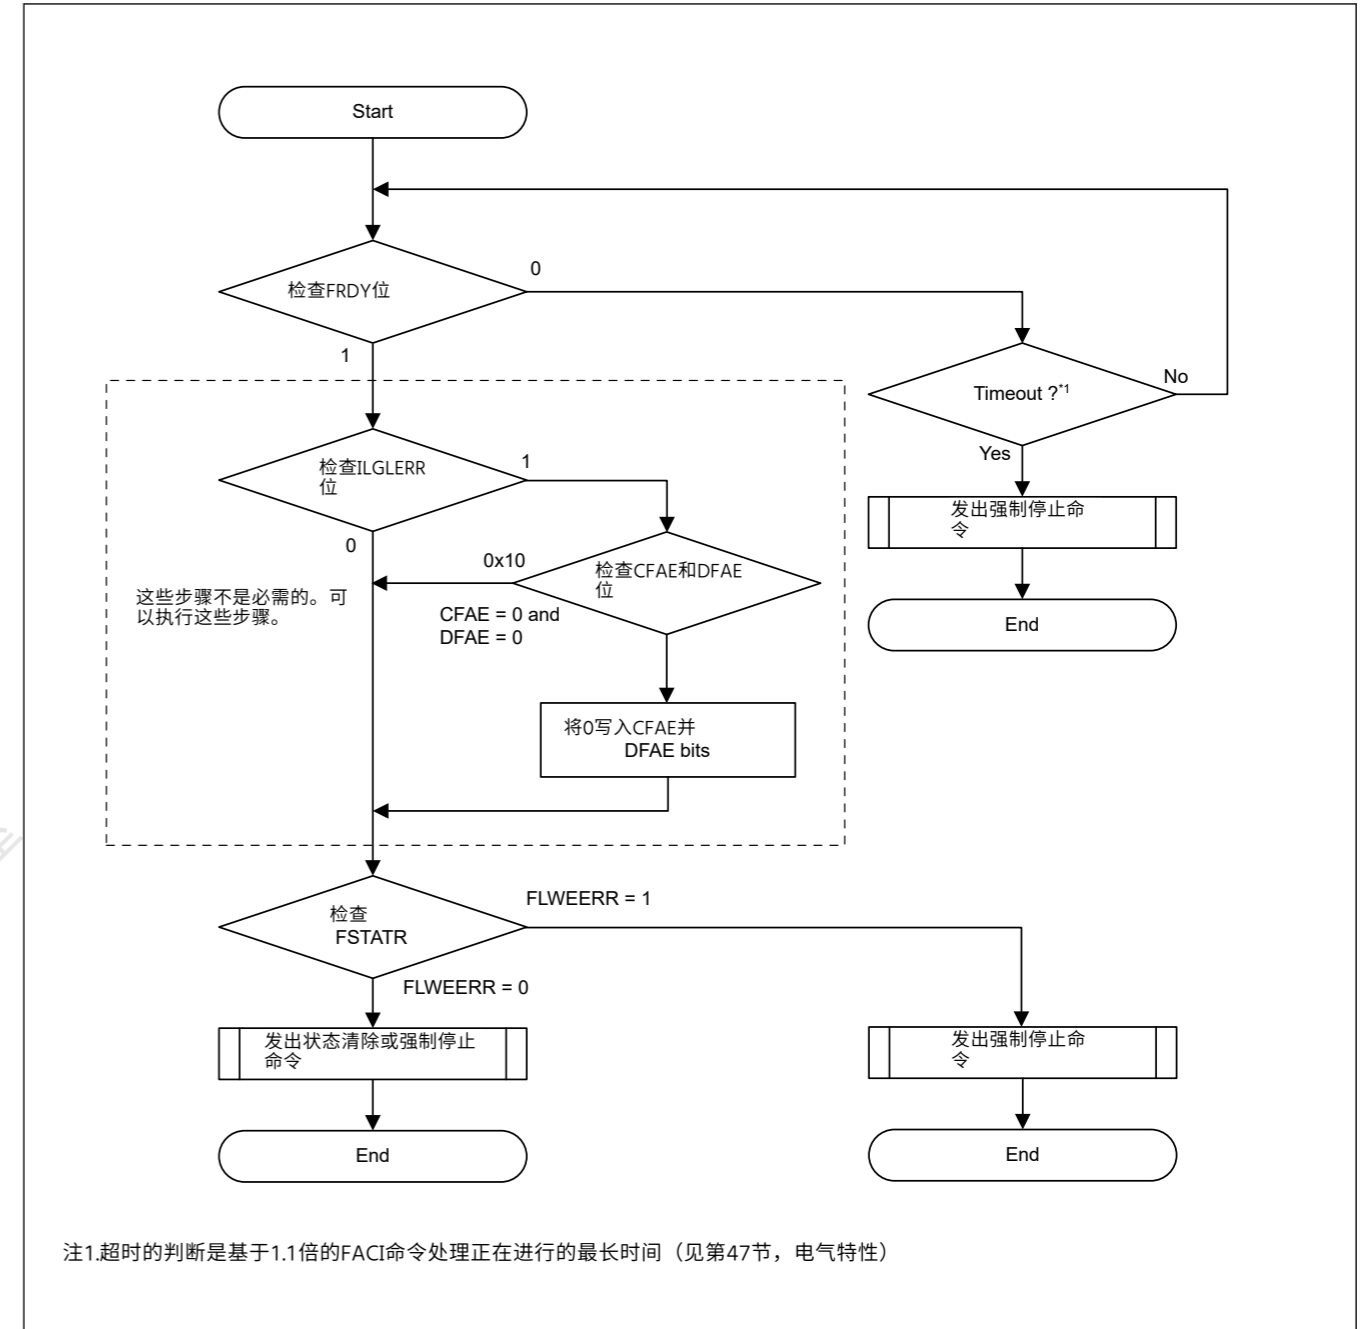 Start
检查FRDY位
0
1
Timeout ?*1
No
Yes
发出强制停止命
令
End
检查ILGLERR
位
1
0
检查CFAE和DFAE
位
0x10
CFAE = 0 and
DFAE = 0
这些步骤不是必需的。可
以执行这些步骤。
将0写入CFAE并
DFAE bits
检查
FSTATR
FLWEERR = 1
FLWEERR = 0
发出状态清除或强制停止
命令
End
发出强制停止命
令
End
注1.超时的判断是基于1.1倍的FACI命令处理正在进行的最长时间（见第47节，电气特性）